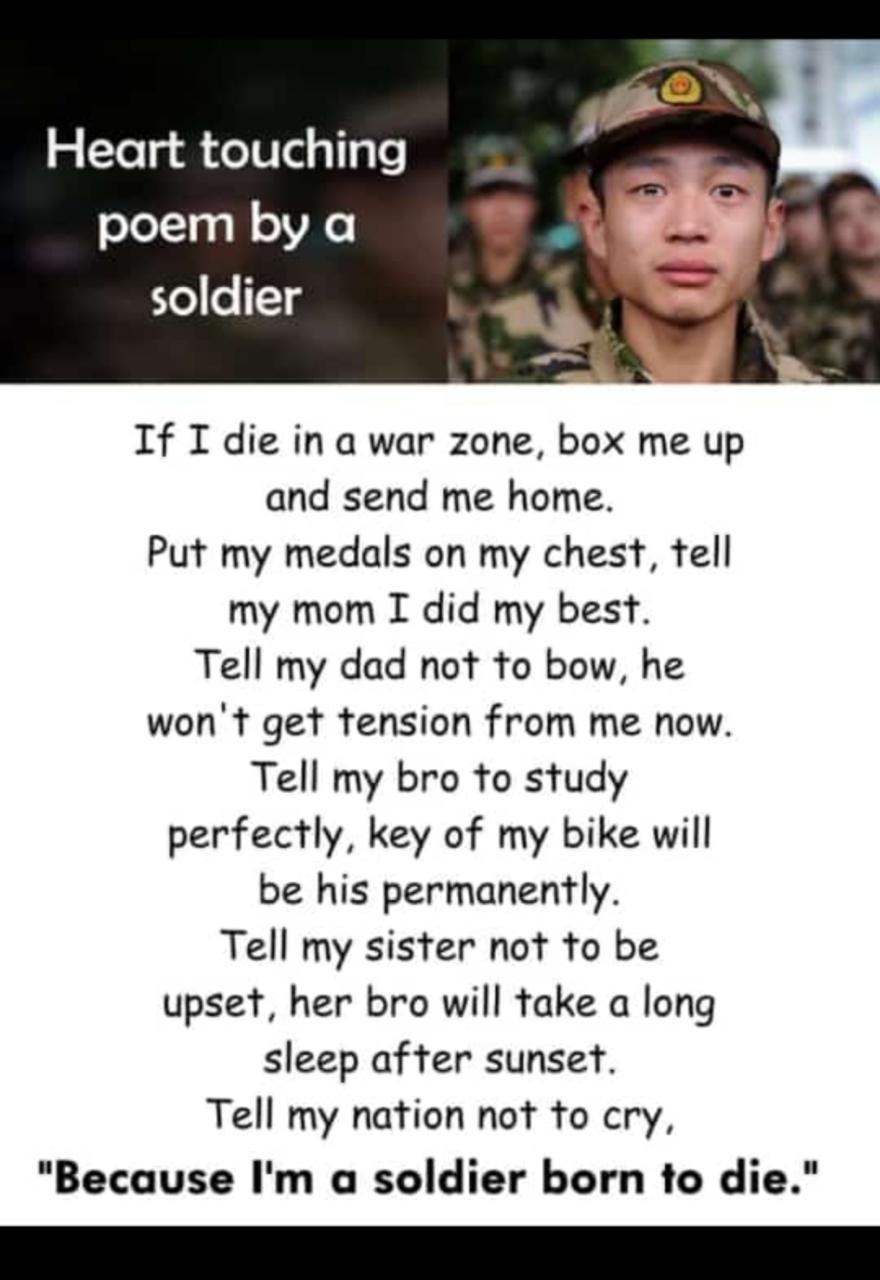 Heart touching
poem by a
soldier
If I die in a war zone, box me up
and send me home.
Put my medals on my chest, tell
my mom I did my best.
Tell my dad not to bow, he
won't get tension from me now.
Tell my bro to study
perfectly, key of my bike will
be his permanently.
Tell my sister not to be
upset, her bro will take a long
sleep after sunset.
Tell my nation not to cry,
"Because I'm a soldier born to die."